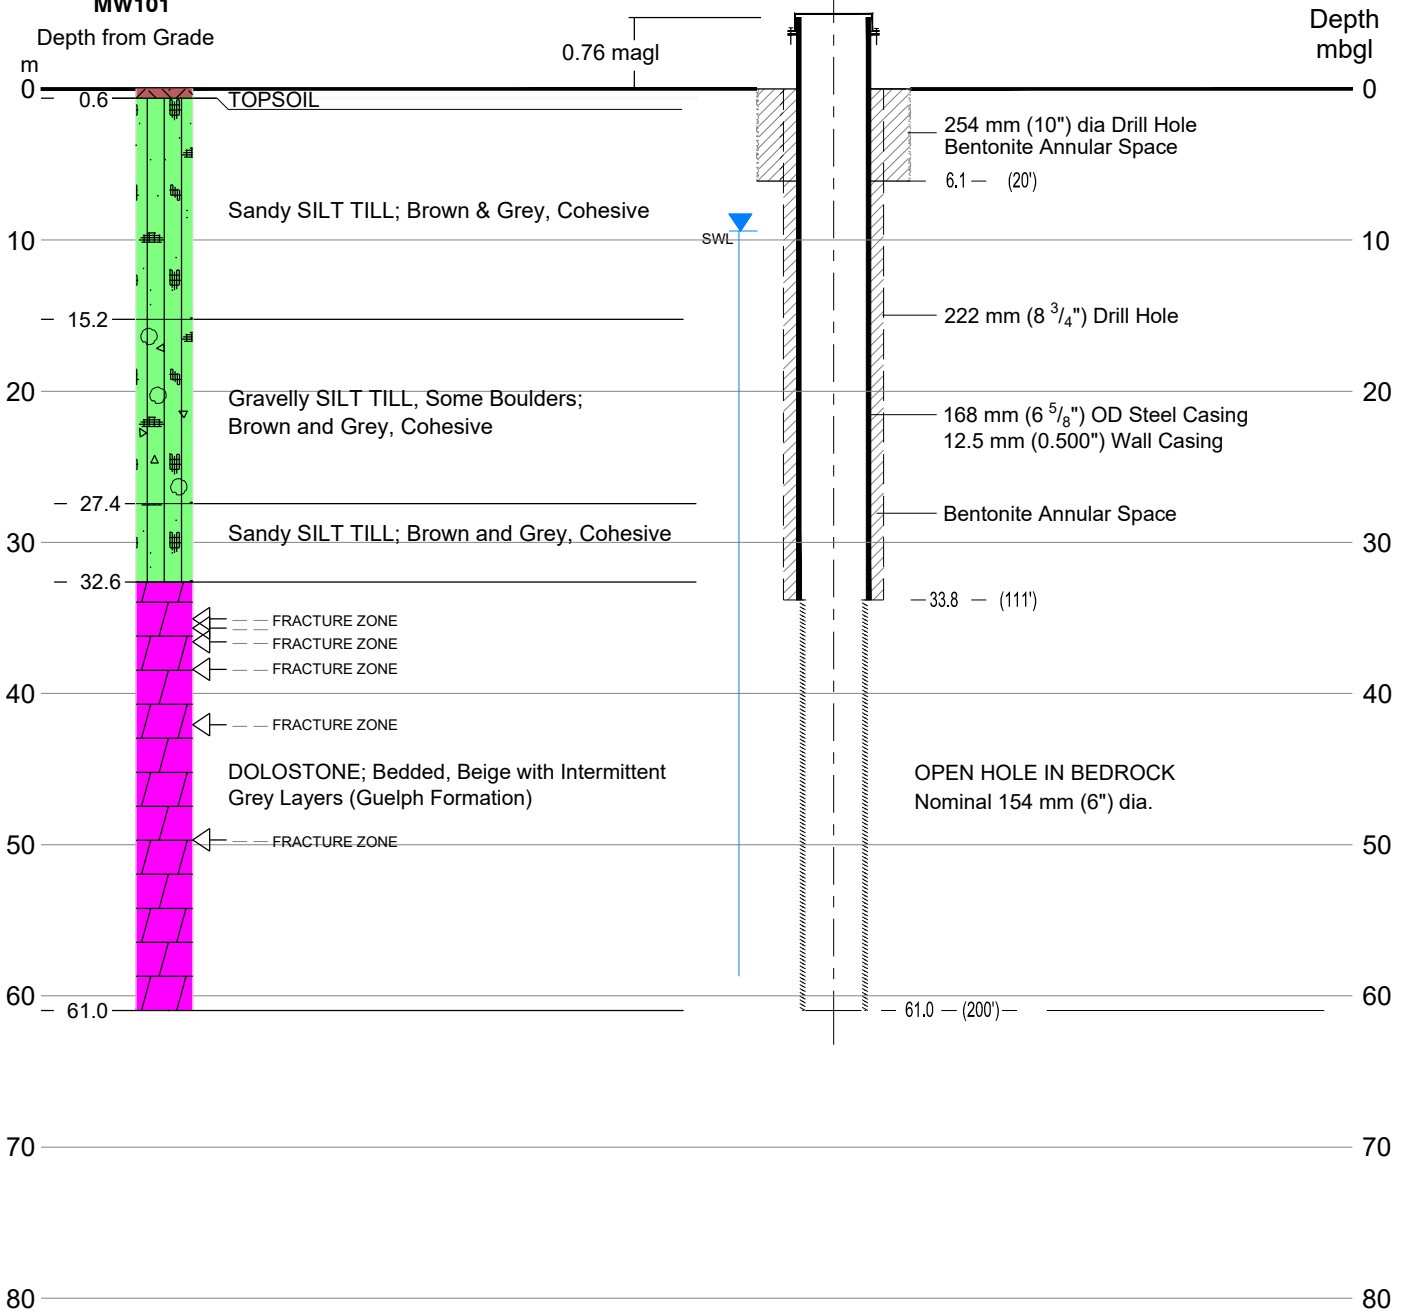 MW101
Depth from Grade
m
Depth
mbgl
0.76 magl
0
0
0.6
TOPSOIL
254 mm (10") dia Drill Hole
Bentonite Annular Space
6.1 — (20')
Sandy SILT TILL; Brown & Grey, Cohesive
SWL
10
10
15.2
222 mm (8 3/4") Drill Hole
20
20
Gravelly SILT TILL, Some Boulders;
Brown and Grey, Cohesive
168 mm (6 5/8") OD Steel Casing
12.5 mm (0.500") Wall Casing
27.4
Bentonite Annular Space
Sandy SILT TILL; Brown and Grey, Cohesive
30
30
32.6
33.8 — (111')
FRACTURE ZONE
FRACTURE ZONE
FRACTURE ZONE
40
40
FRACTURE ZONE
DOLOSTONE; Bedded, Beige with Intermittent
Grey Layers (Guelph Formation)
OPEN HOLE IN BEDROCK
Nominal 154 mm (6") dia.
FRACTURE ZONE
50
50
60
60
61.0
61.0 — (200')
70
70
80
80